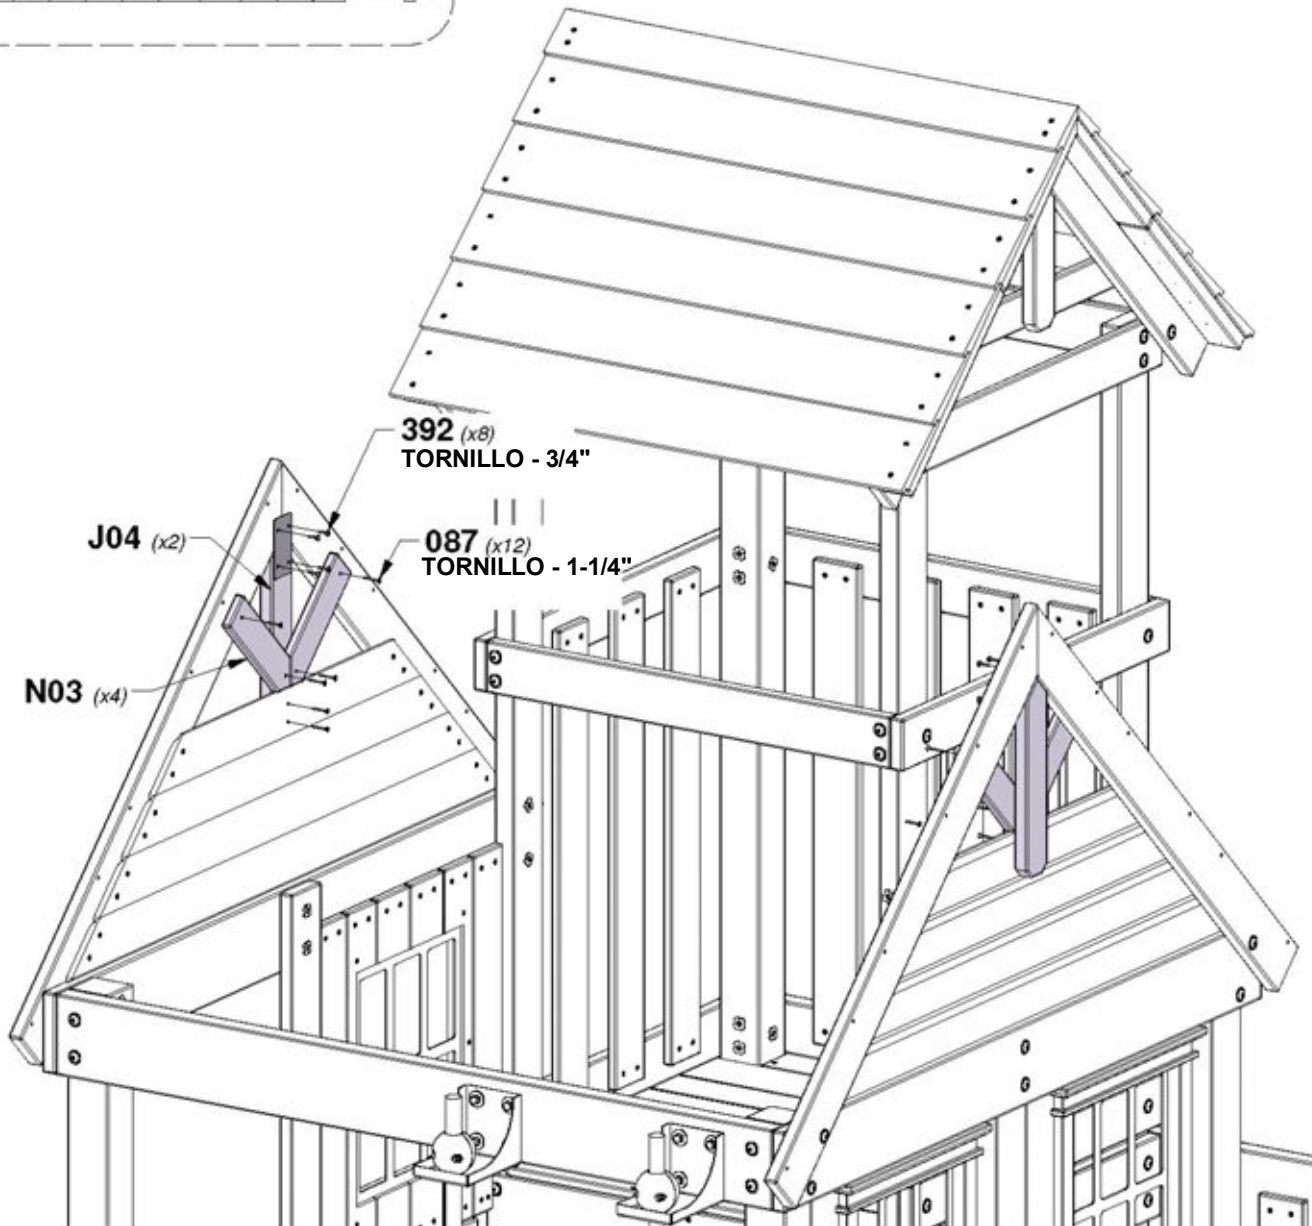 392 (x8)
TORNILLO - 3/4"
J04 (x2)
087 (x12)
TORNILLO - 1-1/4"
N03 (x4)